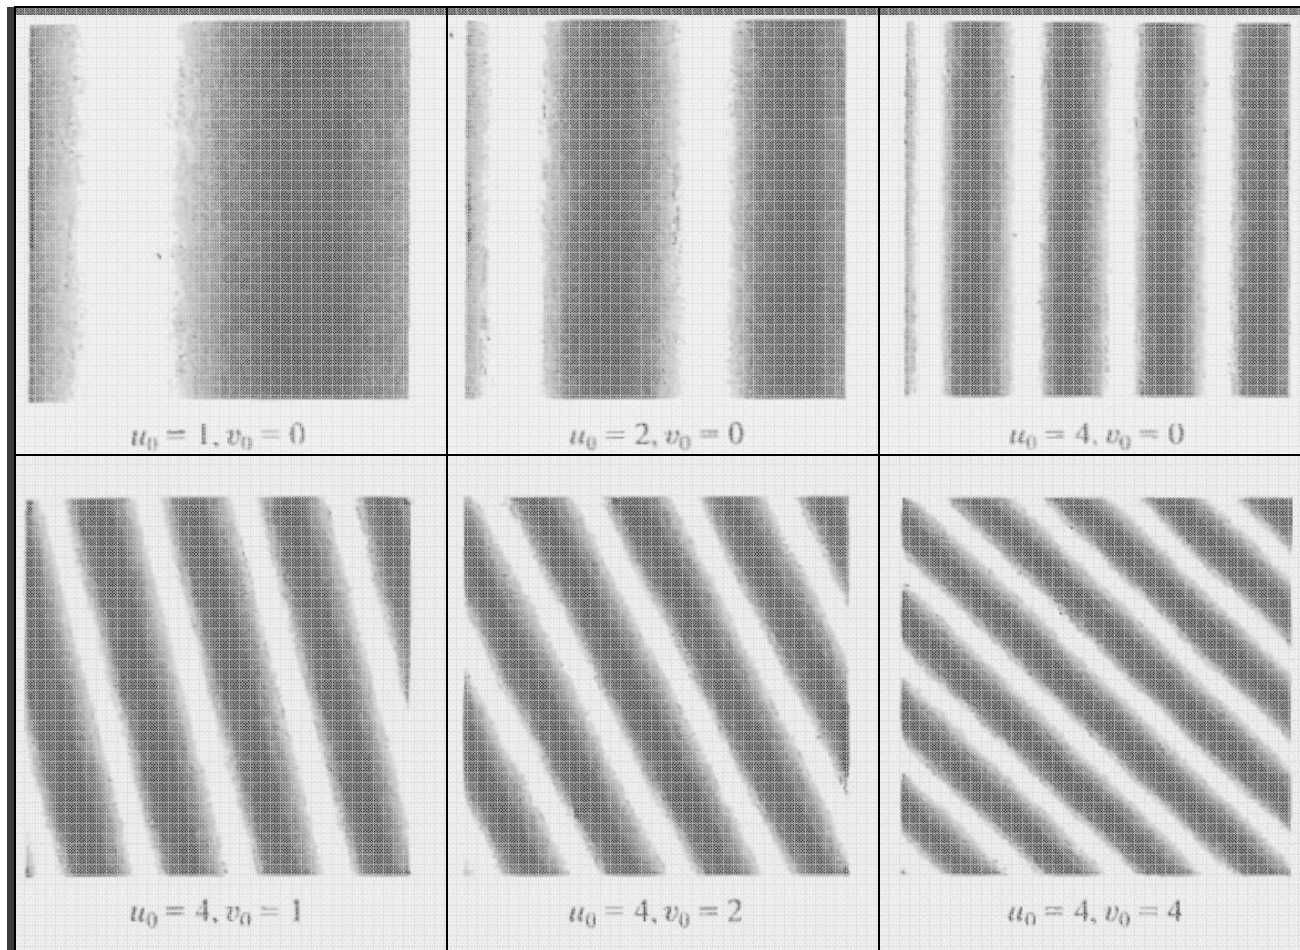 u₀ = 1, v₀ = 0
u₀ = 2, v₀ = 0
u₀ = 4, v₀ = 0
u₀ = 4, v₀ = 1
u₀ = 4, v₀ = 2
u₀ = 4, v₀ = 4